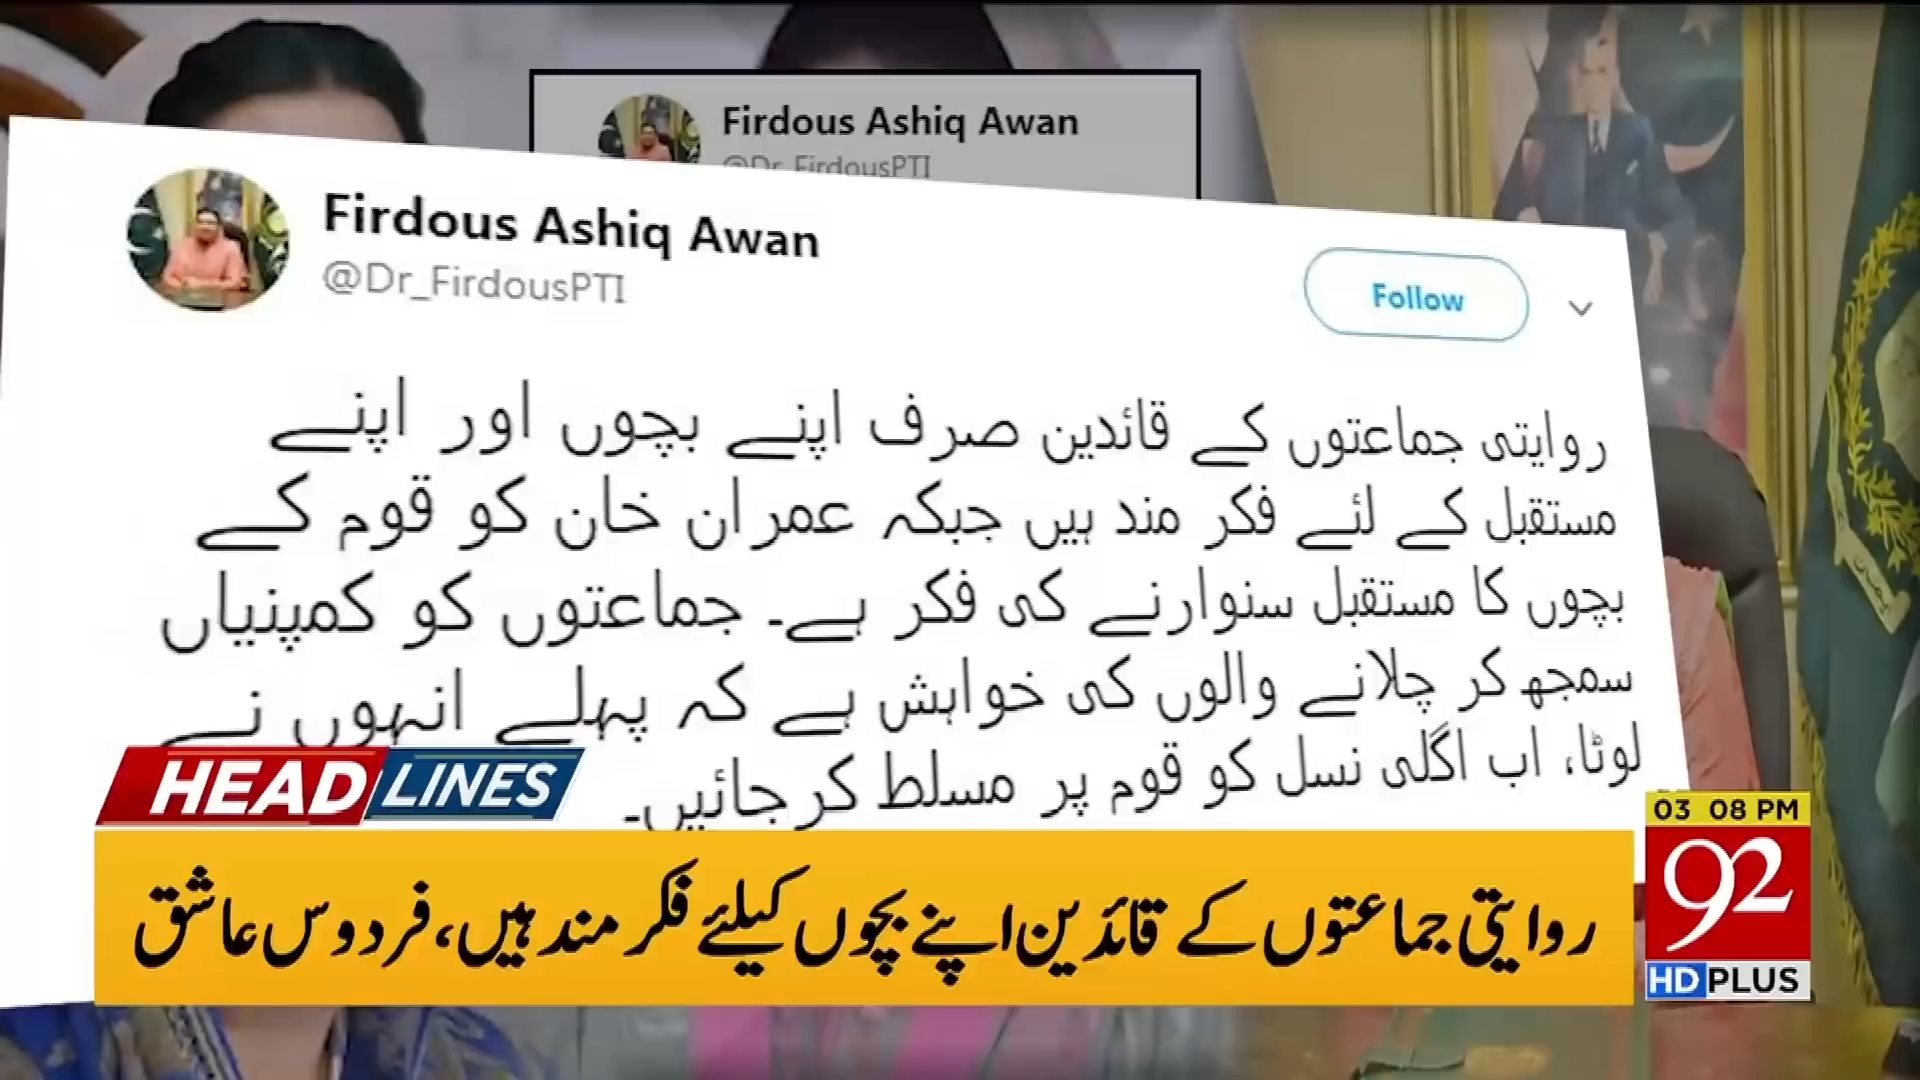 Firdous Ashiq Awan
@Dr_FirdousPTI
Firdous Ashiq Awan
@Dr_FirdousPTI
Follow
روایتی جماعتوں کے قائدین صرف اپنے بچوں اور اپنے
مستقبل کے لئے فکر مند ہیں جبکہ عمران خان کو قوم کے
بچوں کا مستقبل سنوارنے کی فکر ہے۔ جماعتوں کو کمپنیاں
سمجھ کر چلانے والوں کی خواہش ہے کہ پہلے انہوں نے
لوٹا، اب اگلی نسل کو قوم پر مسلط کرجائیں۔
HEADLINES
03 08 PM
92
HD PLUS
روایتی جماعتوں کے قائدین اپنے بچوں کیلئے فکر مند ہیں، فردوس عاشق